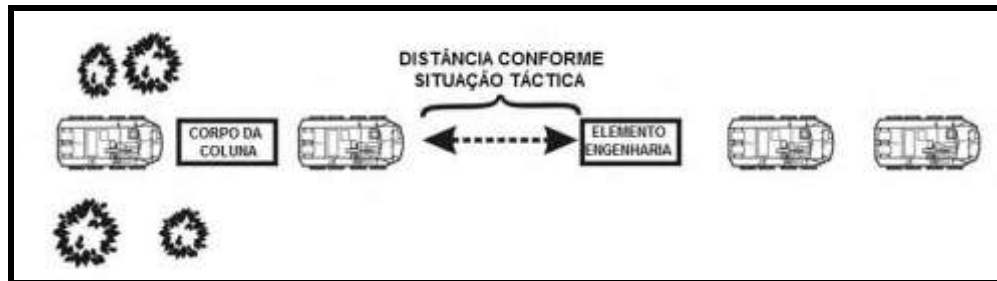 DISTÂNCIA CONFORME
SITUAÇÃO TÁCTICA
CORPO DA
COLUNA
ELEMENTO
ENGENHARIA